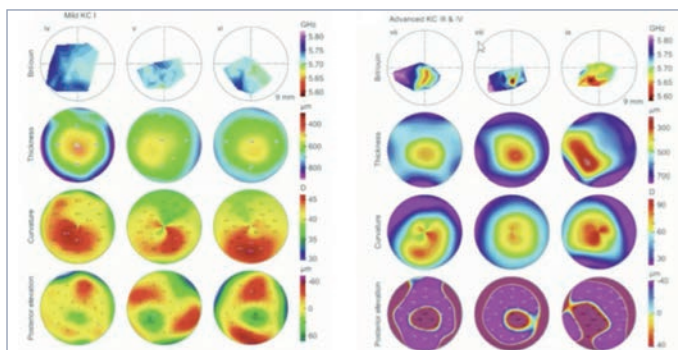 Mild KC I
Advanced KC III & IV
iv
v
vi
vii
viii
ix
GHz
GHz
Brillouin
5.80
5.75
5.70
5.65
5.60
Brillouin
5.80
5.75
5.70
5.65
5.60
9 mm
9 mm
µm
µm
Thickness
400
600
800
Thickness
300
500
700
D
D
Curvature
45
40
35
30
Curvature
90
60
30
µm
µm
Posterior elevation
-60
0
60
Posterior elevation
-40
0
40